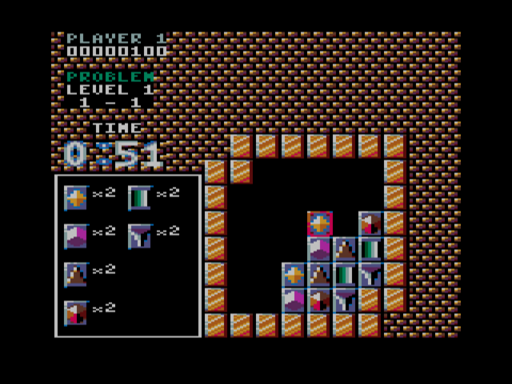 PLAYER 1
00000100
PROBLEM
LEVEL 1
1 - 1
TIME
0:51
×2 ×2
×2 ×2
×2
×2